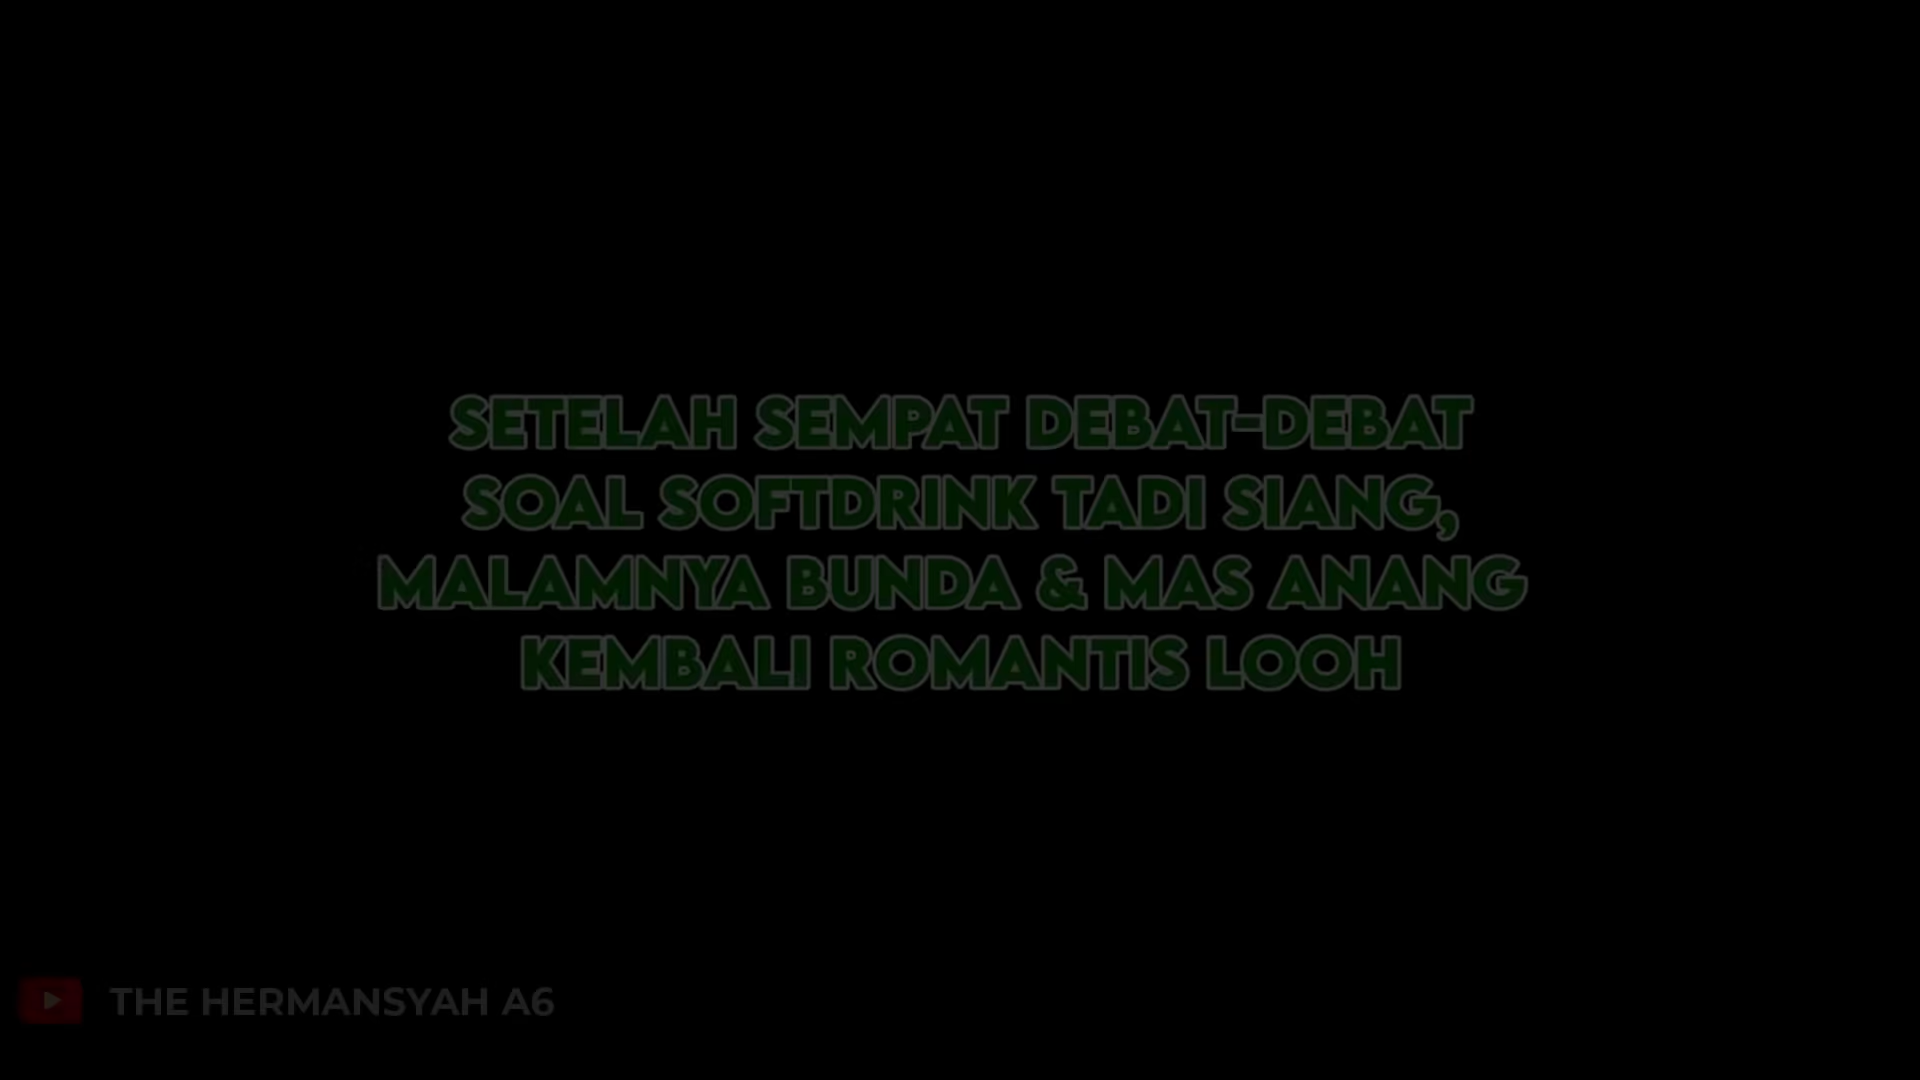 SETELAH SEMPAT DEBAT-DEBAT
SOAL SOFTDRINK TADI SIANG,
MALAMNYA BUNDA & MAS ANANG
KEMBALI ROMANTIS LOOH
THE HERMANSYAH A6